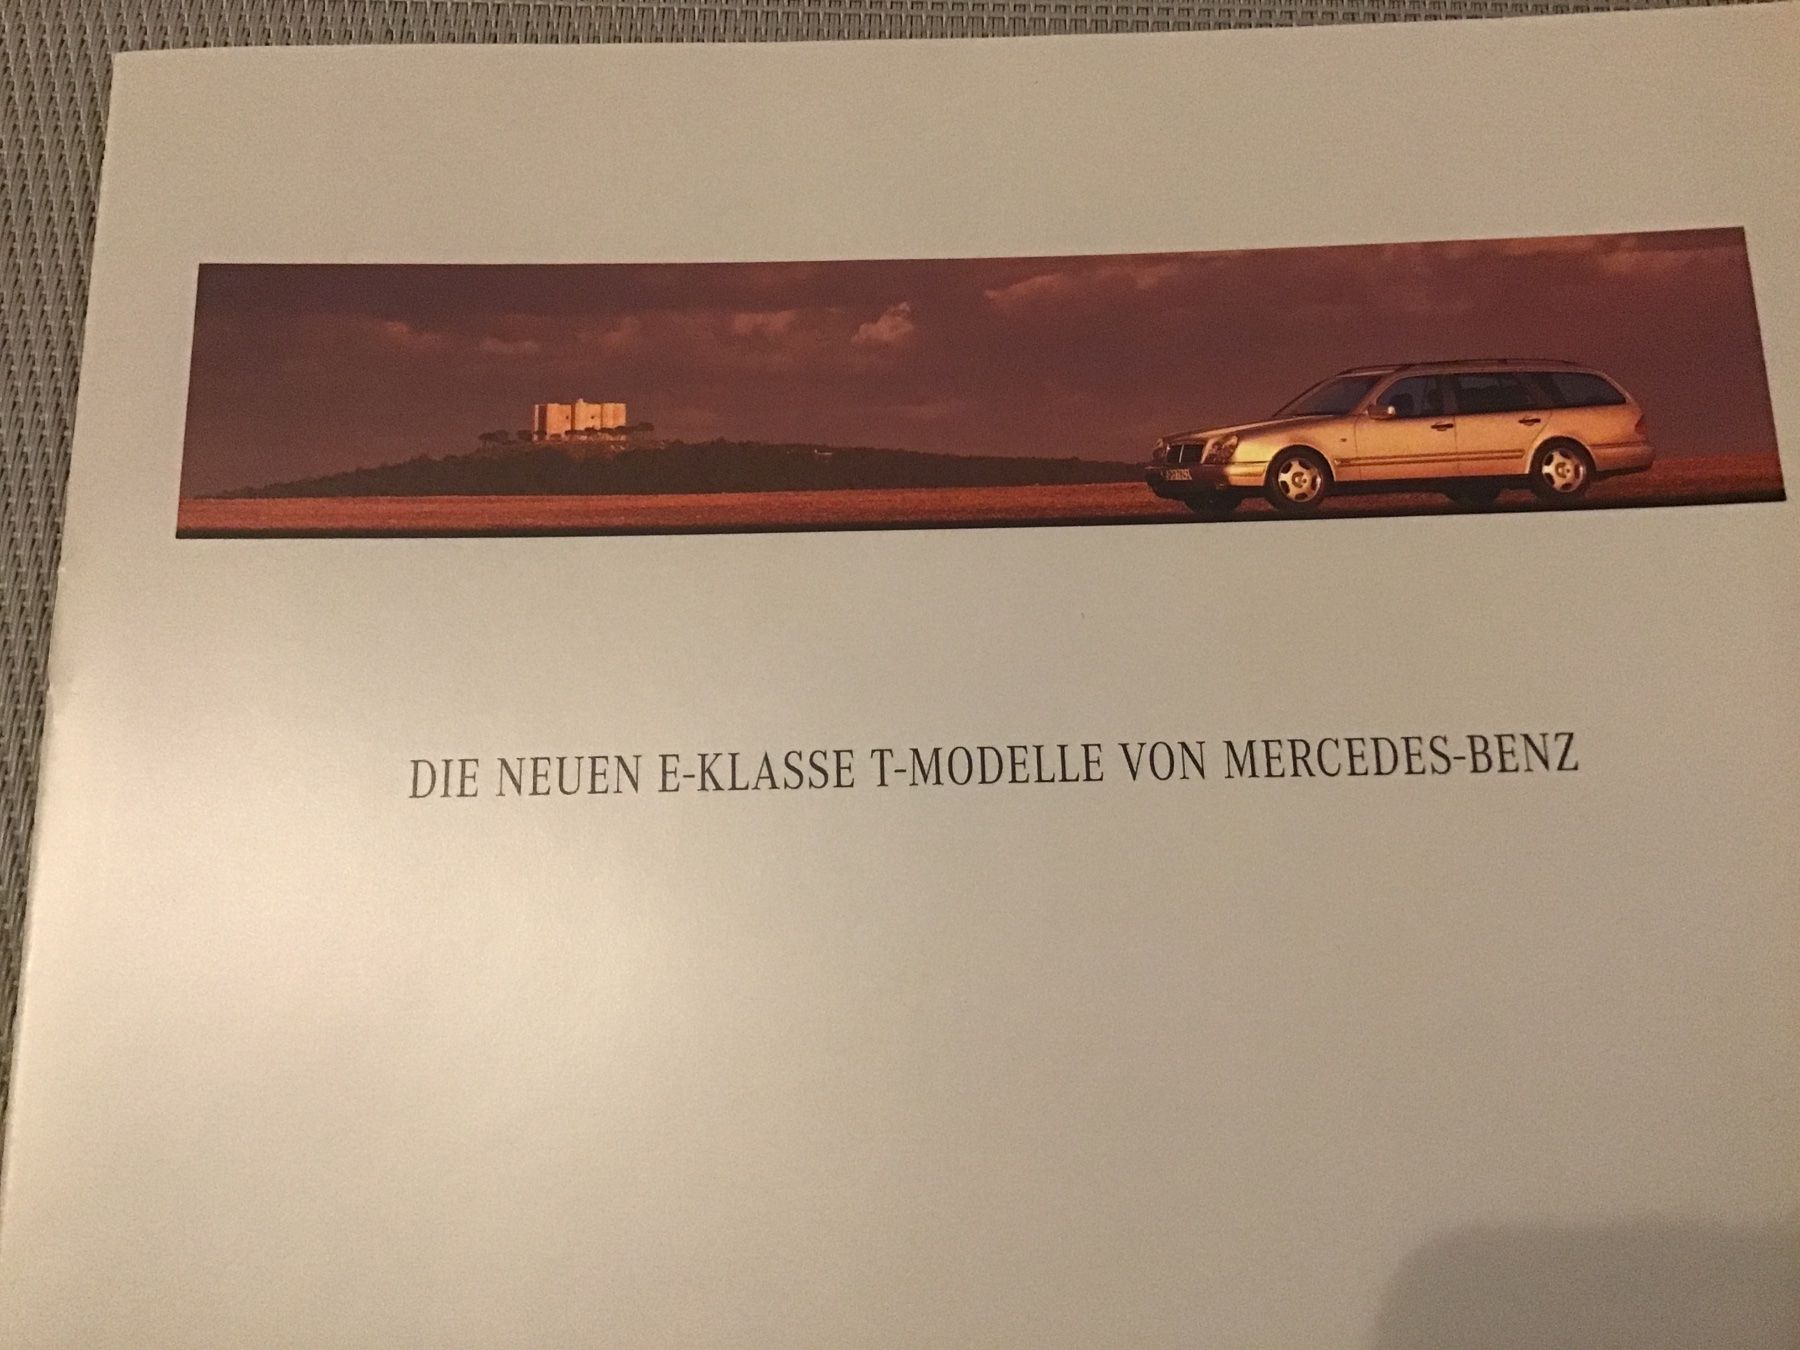 DIE NEUEN E-KLASSE T-MODELLE VON MERCEDES-BENZ